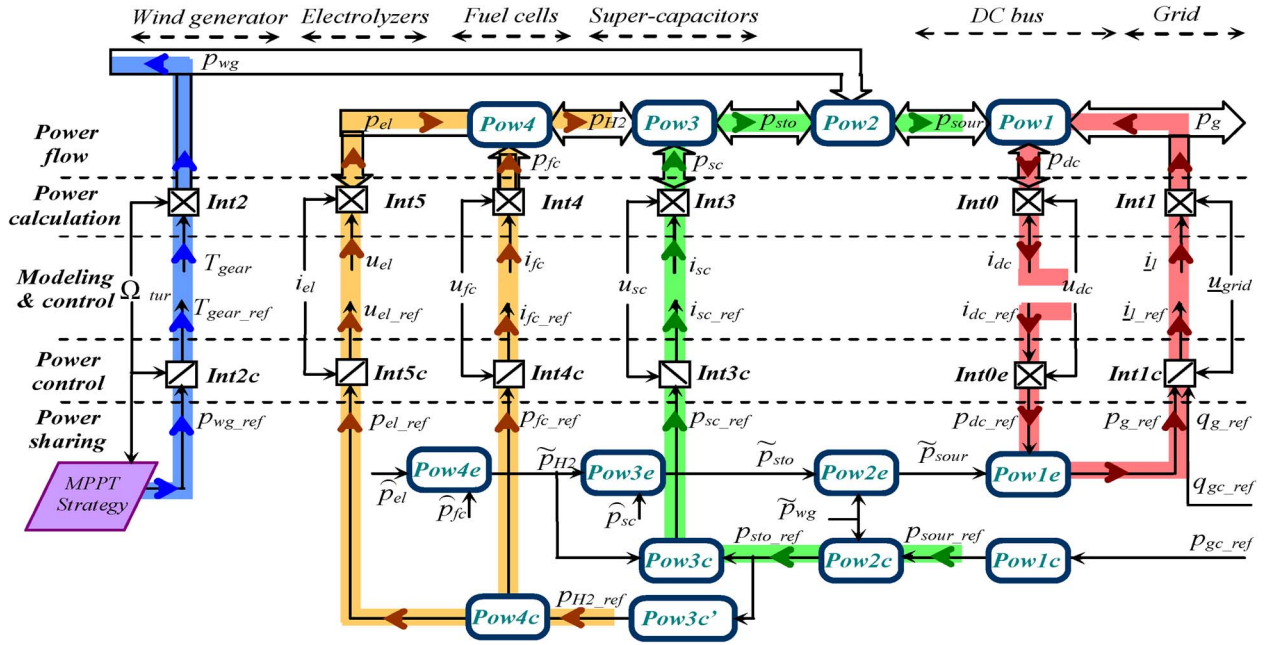 Wind generator Electrolyzers Fuel cells Super-capacitors DC bus Grid
p_wg
Power flow
p_el Pow4 p_H2 Pow3 p_sto Pow2 p_sour Pow1 p_g
p_fc p_sc p_dc
Power calculation
Int2 Int5 Int4 Int3 Int0 Int1
Modeling & control
Ω_tur T_gear i_el u_el u_fc i_fc u_sc i_sc i_dc u_dc i_l u_grid
T_gear_ref u_el_ref i_fc_ref i_sc_ref i_dc_ref i_l_ref
Power control
Int2c Int5c Int4c Int3c Int0e Int1c
Power sharing
p_wg_ref p_el_ref p_fc_ref p_sc_ref p_dc_ref p_g_ref q_g_ref
MPPT Strategy
p̂_el Pow4e p̃_H2 Pow3e p̃_sto Pow2e p̃_sour Pow1e q_gc_ref
p̂_fc p̂_sc p̃_wg
Pow3c p_sto_ref Pow2c p_sour_ref Pow1c p_gc_ref
Pow4c p_H2_ref Pow3c'